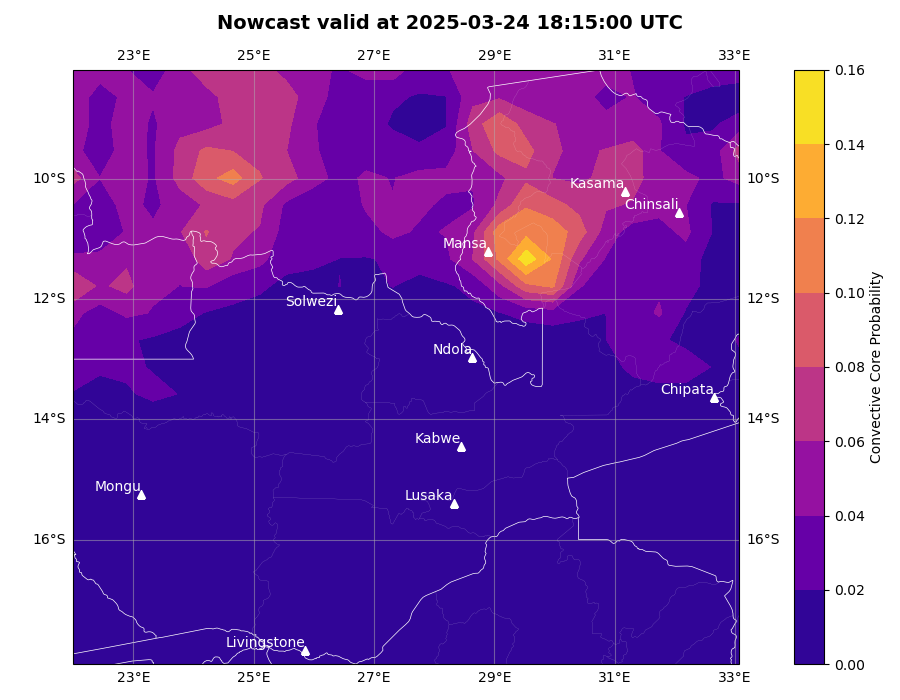 Nowcast valid at 2025-03-24 18:15:00 UTC
23°E 25°E 27°E 29°E 31°E 33°E
0.16
0.14
0.12
0.10
0.08
0.06
0.04
0.02
0.00
Convective Core Probability
10°S 10°S
12°S 12°S
14°S 14°S
16°S 16°S
Kasama
Chinsali
Mansa
Solwezi
Ndola
Chipata
Kabwe
Mongu
Lusaka
Livingstone
23°E 25°E 27°E 29°E 31°E 33°E